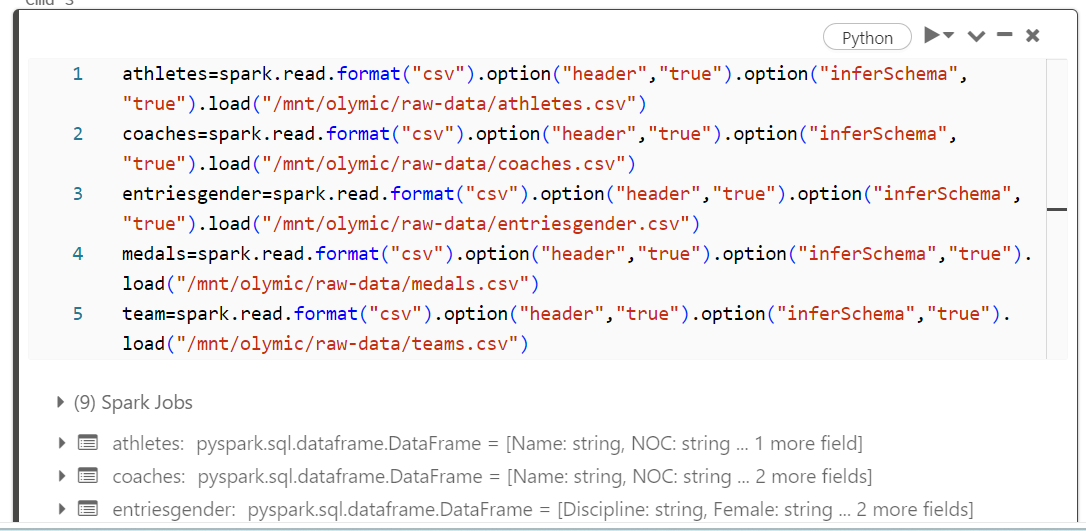 Cmd 3
Python
1 athletes=spark.read.format("csv").option("header","true").option("inferSchema",
"true").load("/mnt/olymic/raw-data/athletes.csv")
2 coaches=spark.read.format("csv").option("header","true").option("inferSchema",
"true").load("/mnt/olymic/raw-data/coaches.csv")
3 entriesgender=spark.read.format("csv").option("header","true").option("inferSchema",
"true").load("/mnt/olymic/raw-data/entriesgender.csv")
4 medals=spark.read.format("csv").option("header","true").option("inferSchema","true").
load("/mnt/olymic/raw-data/medals.csv")
5 team=spark.read.format("csv").option("header","true").option("inferSchema","true").
load("/mnt/olymic/raw-data/teams.csv")
(9) Spark Jobs
athletes: pyspark.sql.dataframe.DataFrame = [Name: string, NOC: string ... 1 more field]
coaches: pyspark.sql.dataframe.DataFrame = [Name: string, NOC: string ... 2 more fields]
entriesgender: pyspark.sql.dataframe.DataFrame = [Discipline: string, Female: string ... 2 more fields]